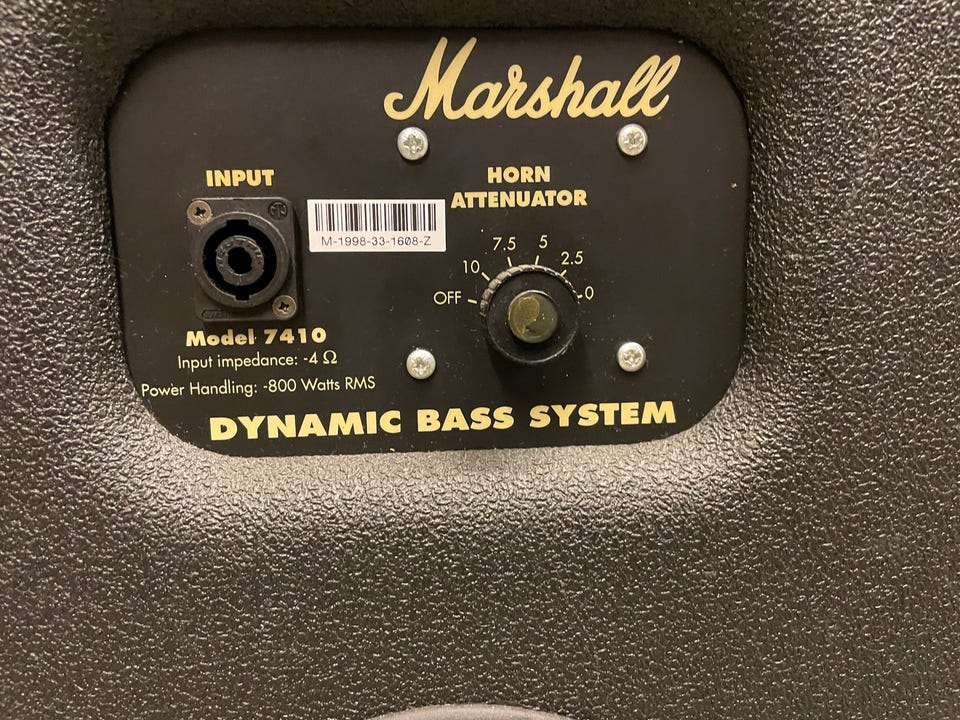 Marshall
INPUT
HORN
ATTENUATOR
M-1998-33-1608-Z
7.5 5
10 2.5
OFF 0
Model 7410
Input impedance: -4 Ω
Power Handling: -800 Watts RMS
DYNAMIC BASS SYSTEM